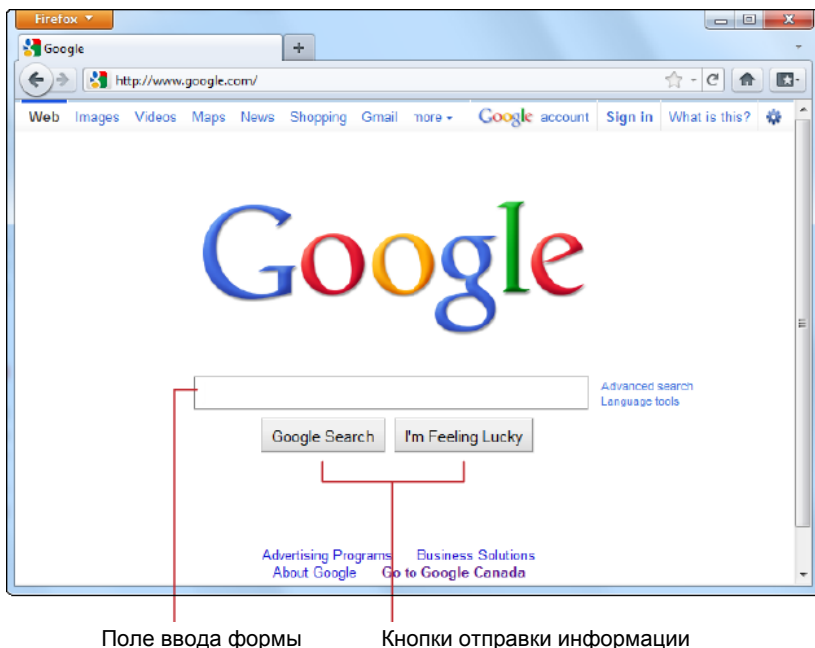 Firefox
Google
http://www.google.com/
Web Images Videos Maps News Shopping Gmail more Google account Sign in What is this?
Google
Advanced search
Language tools
Google Search I'm Feeling Lucky
Advertising Programs Business Solutions
About Google Go to Google Canada
Поле ввода формы Кнопки отправки информации